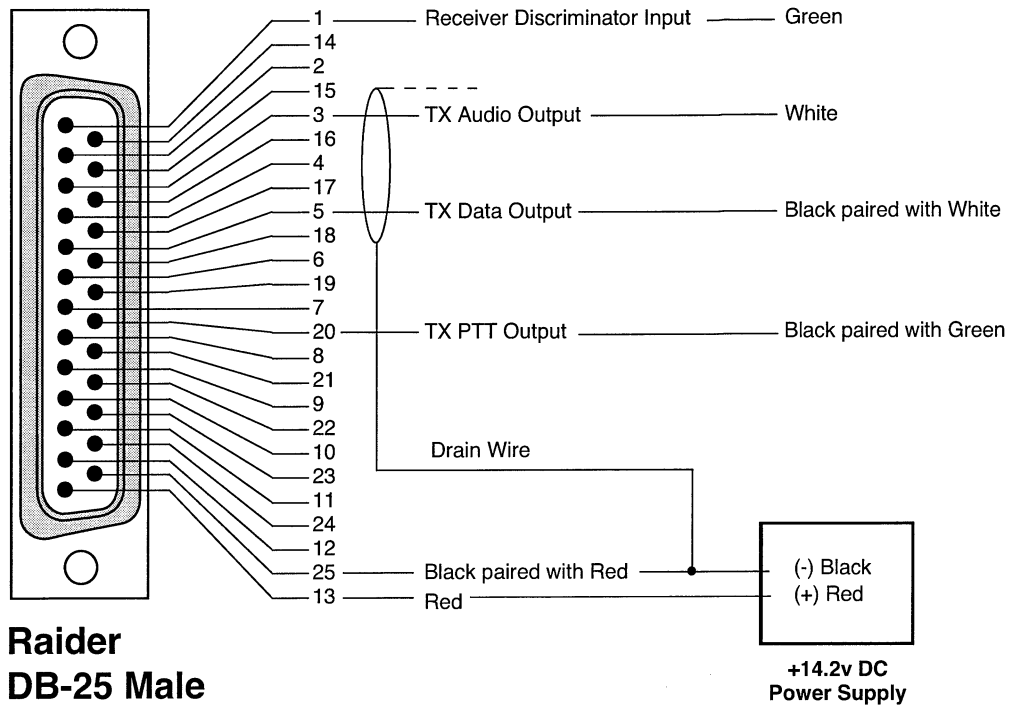 1 Receiver Discriminator Input Green
14
2
15
3 TX Audio Output White
16
4
17
5 TX Data Output Black paired with White
18
6
19
7
20 TX PTT Output Black paired with Green
8
21
9
22
10
Drain Wire
23
11
24
12
25 Black paired with Red (-) Black
13 Red (+) Red
Raider
DB-25 Male
+14.2v DC
Power Supply